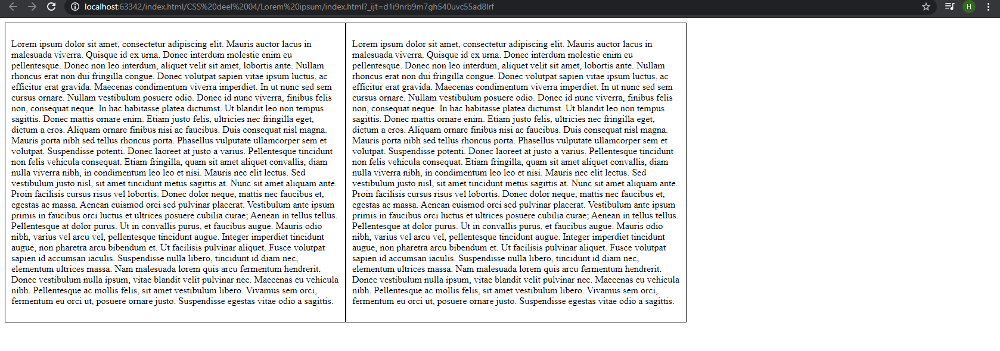 localhost:63342/index.html/CSS%20deel%2004/Lorem%20ipsum/index.html?_ijt=d1i9nrb9m7gh540uvc55ad8lrf
H
Lorem ipsum dolor sit amet, consectetur adipiscing elit. Mauris auctor lacus in
malesuada viverra. Quisque id ex urna. Donec interdum molestie enim eu
pellentesque. Donec non leo interdum, aliquet velit sit amet, lobortis ante. Nullam
rhoncus erat non dui fringilla congue. Donec volutpat sapien vitae ipsum luctus, ac
efficitur erat gravida. Maecenas condimentum viverra imperdiet. In ut nunc sed sem
cursus ornare. Nullam vestibulum posuere odio. Donec id nunc viverra, finibus felis
non, consequat neque. In hac habitasse platea dictumst. Ut blandit leo non tempus
sagittis. Donec mattis ornare enim. Etiam justo felis, ultricies nec fringilla eget,
dictum a eros. Aliquam ornare finibus nisi ac faucibus. Duis consequat nisl magna.
Mauris porta nibh sed tellus rhoncus porta. Phasellus vulputate ullamcorper sem et
volutpat. Suspendisse potenti. Donec laoreet at justo a varius. Pellentesque tincidunt
non felis vehicula consequat. Etiam fringilla, quam sit amet aliquet convallis, diam
nulla viverra nibh, in condimentum leo leo et nisi. Mauris nec elit lectus. Sed
vestibulum justo nisl, sit amet tincidunt metus sagittis at. Nunc sit amet aliquam ante.
Proin facilisis cursus risus vel lobortis. Donec dolor neque, mattis nec faucibus et,
egestas ac massa. Aenean euismod orci sed pulvinar placerat. Vestibulum ante ipsum
primis in faucibus orci luctus et ultrices posuere cubilia curae; Aenean in tellus tellus.
Pellentesque at dolor purus. Ut in convallis purus, et faucibus augue. Mauris odio
nibh, varius vel arcu vel, pellentesque tincidunt augue. Integer imperdiet tincidunt
augue, non pharetra arcu bibendum et. Ut facilisis pulvinar aliquet. Fusce volutpat
sapien id accumsan iaculis. Suspendisse nulla libero, tincidunt id diam nec,
elementum ultrices massa. Nam malesuada lorem quis arcu fermentum hendrerit.
Donec vestibulum nulla ipsum, vitae blandit velit pulvinar nec. Maecenas eu vehicula
nibh. Pellentesque ac mollis felis, sit amet vestibulum libero. Vivamus sem orci,
fermentum eu orci ut, posuere ornare justo. Suspendisse egestas vitae odio a sagittis.
Lorem ipsum dolor sit amet, consectetur adipiscing elit. Mauris auctor lacus in
malesuada viverra. Quisque id ex urna. Donec interdum molestie enim eu
pellentesque. Donec non leo interdum, aliquet velit sit amet, lobortis ante. Nullam
rhoncus erat non dui fringilla congue. Donec volutpat sapien vitae ipsum luctus, ac
efficitur erat gravida. Maecenas condimentum viverra imperdiet. In ut nunc sed sem
cursus ornare. Nullam vestibulum posuere odio. Donec id nunc viverra, finibus felis
non, consequat neque. In hac habitasse platea dictumst. Ut blandit leo non tempus
sagittis. Donec mattis ornare enim. Etiam justo felis, ultricies nec fringilla eget,
dictum a eros. Aliquam ornare finibus nisi ac faucibus. Duis consequat nisl magna.
Mauris porta nibh sed tellus rhoncus porta. Phasellus vulputate ullamcorper sem et
volutpat. Suspendisse potenti. Donec laoreet at justo a varius. Pellentesque tincidunt
non felis vehicula consequat. Etiam fringilla, quam sit amet aliquet convallis, diam
nulla viverra nibh, in condimentum leo leo et nisi. Mauris nec elit lectus. Sed
vestibulum justo nisl, sit amet tincidunt metus sagittis at. Nunc sit amet aliquam ante.
Proin facilisis cursus risus vel lobortis. Donec dolor neque, mattis nec faucibus et,
egestas ac massa. Aenean euismod orci sed pulvinar placerat. Vestibulum ante ipsum
primis in faucibus orci luctus et ultrices posuere cubilia curae; Aenean in tellus tellus.
Pellentesque at dolor purus. Ut in convallis purus, et faucibus augue. Mauris odio
nibh, varius vel arcu vel, pellentesque tincidunt augue. Integer imperdiet tincidunt
augue, non pharetra arcu bibendum et. Ut facilisis pulvinar aliquet. Fusce volutpat
sapien id accumsan iaculis. Suspendisse nulla libero, tincidunt id diam nec,
elementum ultrices massa. Nam malesuada lorem quis arcu fermentum hendrerit.
Donec vestibulum nulla ipsum, vitae blandit velit pulvinar nec. Maecenas eu vehicula
nibh. Pellentesque ac mollis felis, sit amet vestibulum libero. Vivamus sem orci,
fermentum eu orci ut, posuere ornare justo. Suspendisse egestas vitae odio a sagittis.